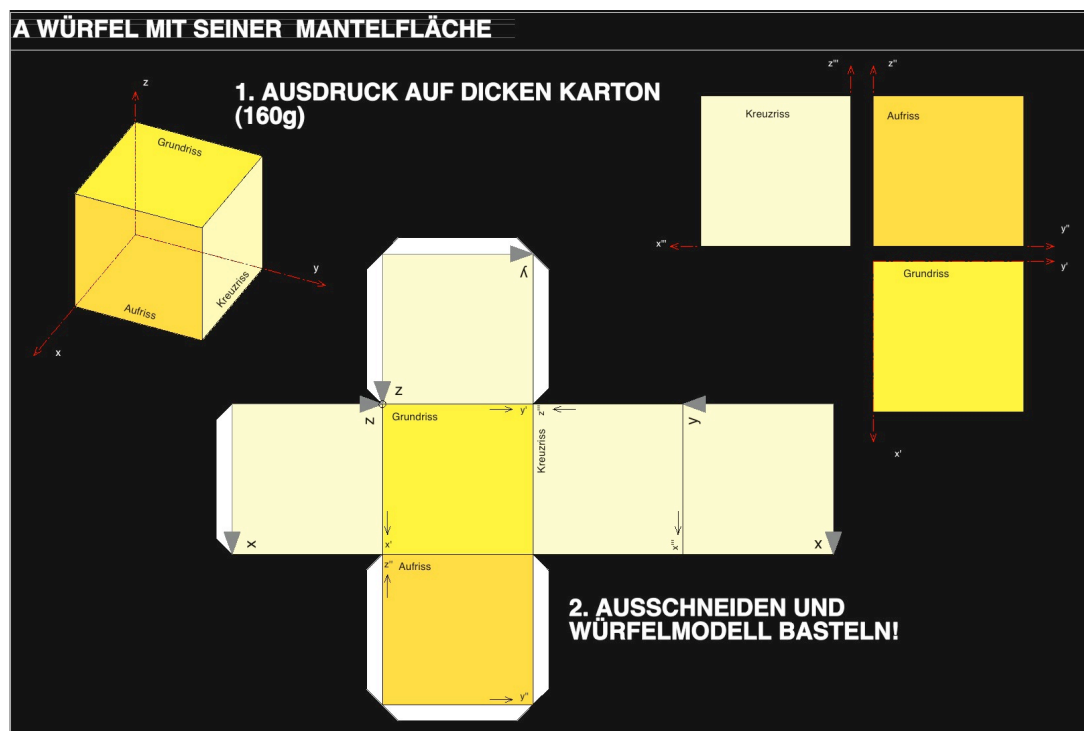 A WÜRFEL MIT SEINER MANTELFLÄCHE
z
1. AUSDRUCK AUF DICKEN KARTON
(160g)
Grundriss
y
Kreuzriss
Aufriss
x
z'''
z''
Kreuzriss
Aufriss
x'''
y''
y'
Grundriss
x'
y
z
z
Grundriss
y'
z'''
y
Kreuzriss
x
x'
x'''
x
z''
Aufriss
y''
2. AUSSCHNEIDEN UND
WÜRFELMODELL BASTELN!